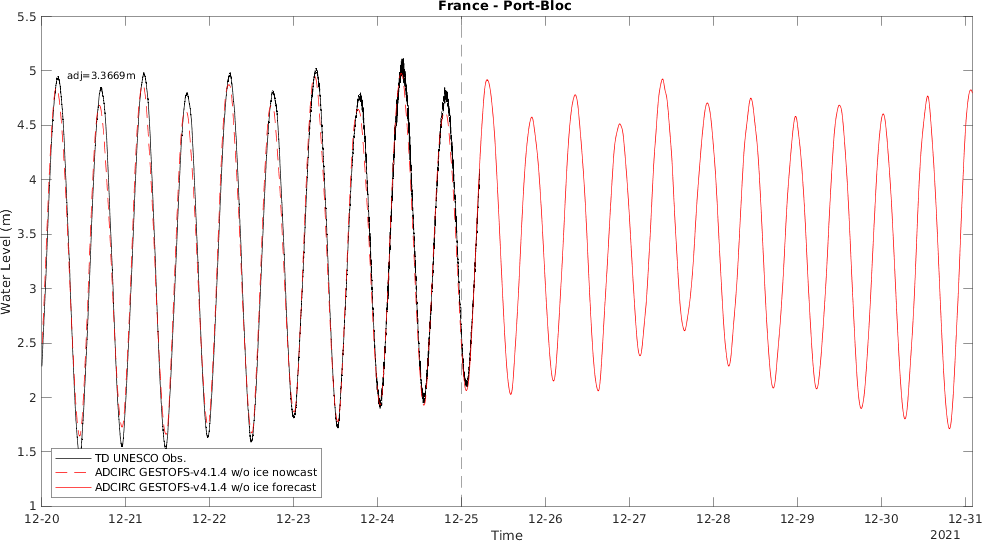 France - Port-Bloc
5.5
5
4.5
4
3.5
3
2.5
2
1.5
1
Water Level (m)
adj=3.3669m
TD UNESCO Obs.
ADCIRC GESTOFS-v4.1.4 w/o ice nowcast
ADCIRC GESTOFS-v4.1.4 w/o ice forecast
12-20 12-21 12-22 12-23 12-24 12-25 12-26 12-27 12-28 12-29 12-30 12-31
Time
2021